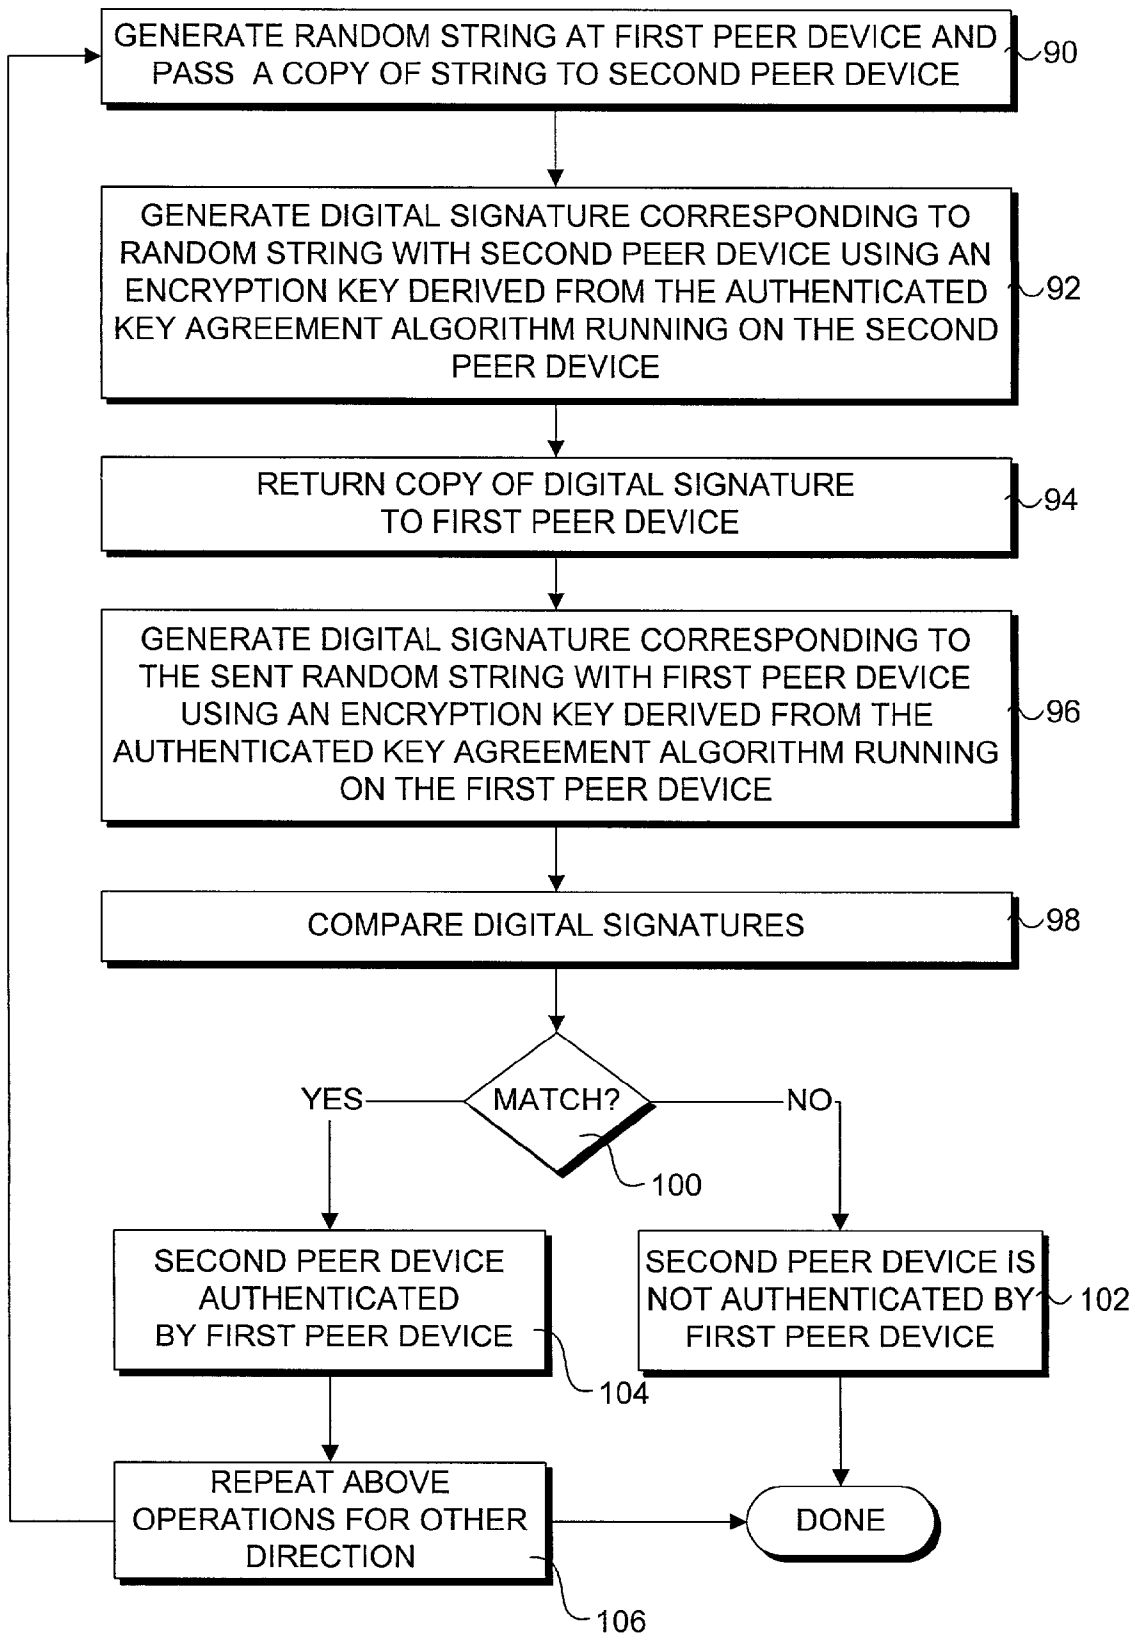 GENERATE RANDOM STRING AT FIRST PEER DEVICE AND
PASS A COPY OF STRING TO SECOND PEER DEVICE
90
GENERATE DIGITAL SIGNATURE CORRESPONDING TO
RANDOM STRING WITH SECOND PEER DEVICE USING AN
ENCRYPTION KEY DERIVED FROM THE AUTHENTICATED
KEY AGREEMENT ALGORITHM RUNNING ON THE SECOND
PEER DEVICE
92
RETURN COPY OF DIGITAL SIGNATURE
TO FIRST PEER DEVICE
94
GENERATE DIGITAL SIGNATURE CORRESPONDING TO
THE SENT RANDOM STRING WITH FIRST PEER DEVICE
USING AN ENCRYPTION KEY DERIVED FROM THE
AUTHENTICATED KEY AGREEMENT ALGORITHM RUNNING
ON THE FIRST PEER DEVICE
96
COMPARE DIGITAL SIGNATURES
98
YES
MATCH?
NO
100
SECOND PEER DEVICE
AUTHENTICATED
BY FIRST PEER DEVICE
104
SECOND PEER DEVICE IS
NOT AUTHENTICATED BY
FIRST PEER DEVICE
102
REPEAT ABOVE
OPERATIONS FOR OTHER
DIRECTION
106
DONE